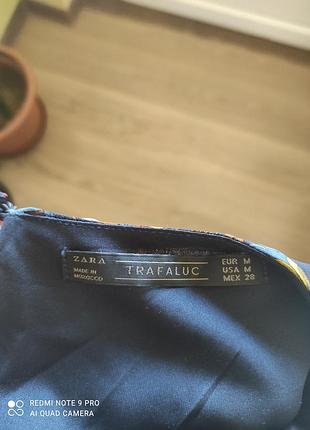 ZARA
MADE IN
MOROCCO
TRAFALUC
EUR M
USA M
MEX 28
REDMI NOTE 9 PRO
AI QUAD CAMERA